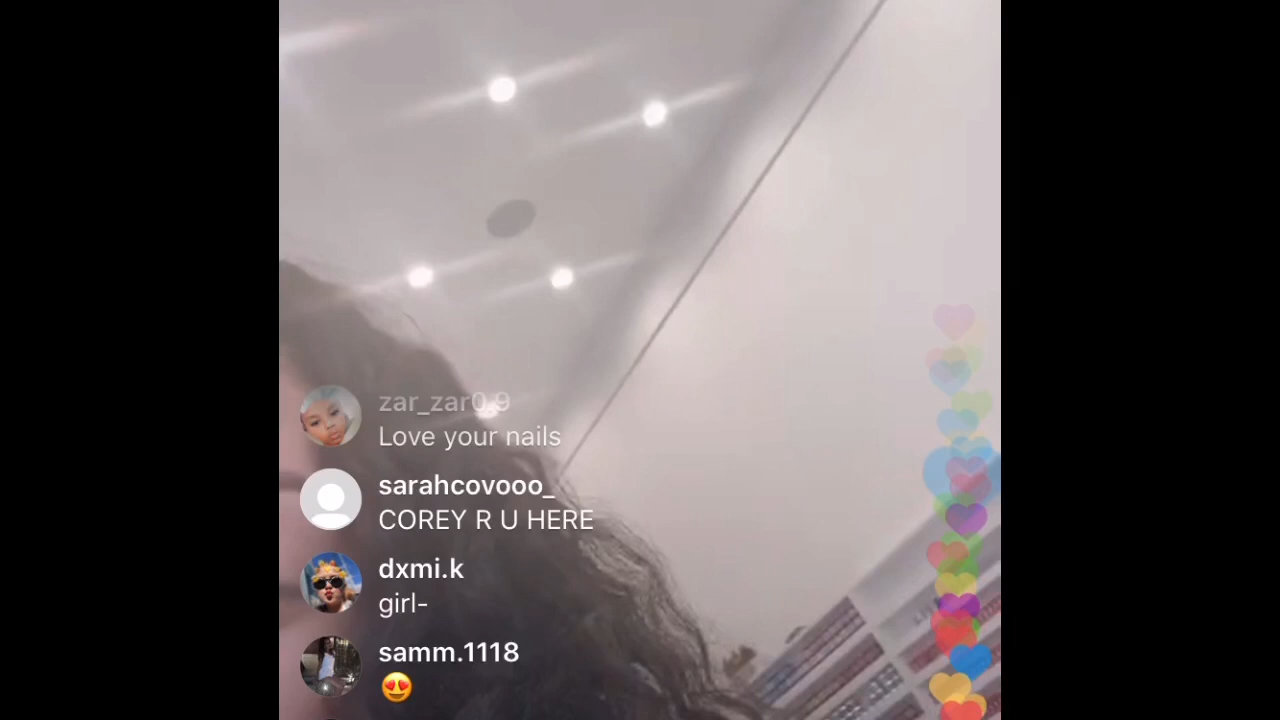 zar_zar0.9
Love your nails
sarahcovooo_
COREY R U HERE
dxmi.k
girl-
samm.1118
😍